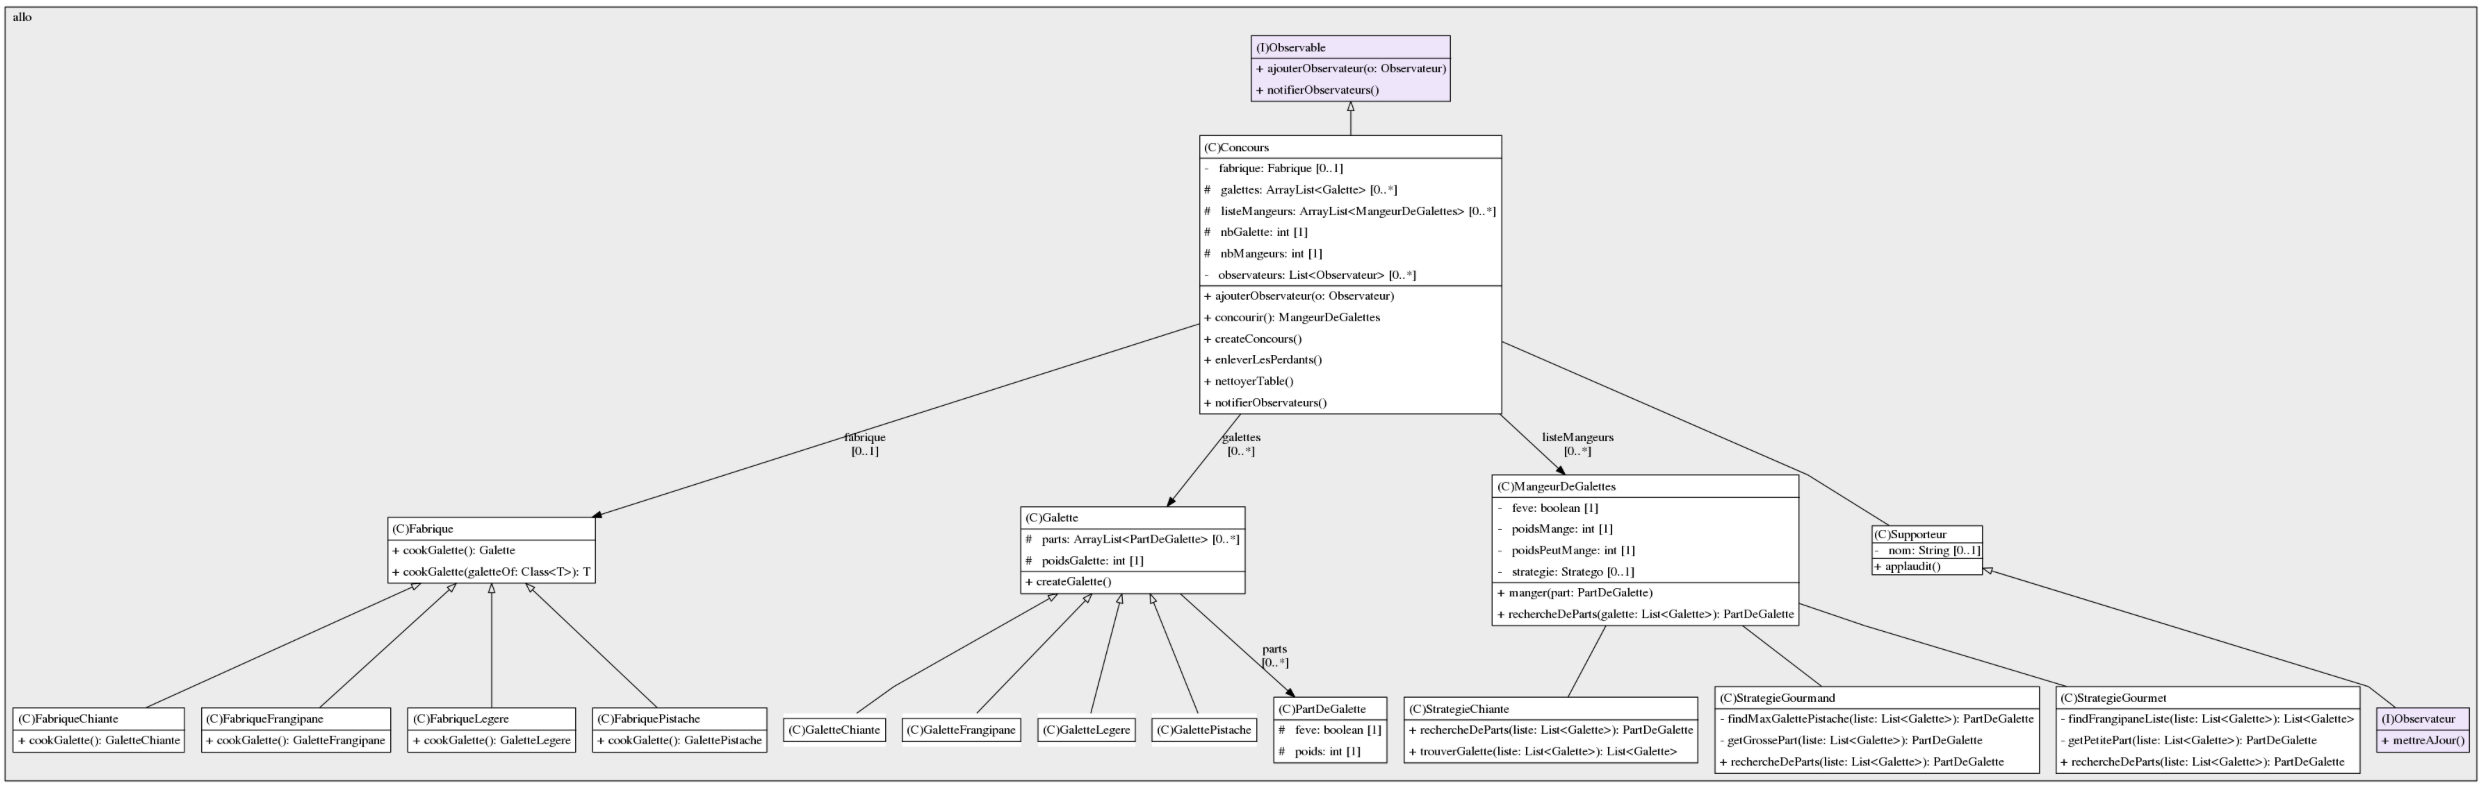 allo
(I)Observable
+ ajouterObservateur(o: Observateur)
+ notifierObservateurs()
(C)Concours
- fabrique: Fabrique [0..1]
# galettes: ArrayList<Galette> [0..*]
# listeMangeurs: ArrayList<MangeurDeGalettes> [0..*]
# nbGalette: int [1]
# nbMangeurs: int [1]
- observateurs: List<Observateur> [0..*]
+ ajouterObservateur(o: Observateur)
+ concourir(): MangeurDeGalettes
+ createConcours()
+ enleverLesPerdants()
+ nettoyerTable()
+ notifierObservateurs()
fabrique
[0..1]
galettes
[0..*]
listeMangeurs
[0..*]
(C)Fabrique
+ cookGalette(): Galette
+ cookGalette(galetteOf: Class<T>): T
(C)Galette
# parts: ArrayList<PartDeGalette> [0..*]
# poidsGalette: int [1]
+ createGalette()
(C)MangeurDeGalettes
- feve: boolean [1]
- poidsMange: int [1]
- poidsPeutMange: int [1]
- strategie: Stratego [0..1]
+ manger(part: PartDeGalette)
+ rechercheDeParts(galette: List<Galette>): PartDeGalette
(C)Supporteur
- nom: String [0..1]
+ applaudit()
parts
[0..*]
(C)FabriqueChiante
+ cookGalette(): GaletteChiante
(C)FabriqueFrangipane
+ cookGalette(): GaletteFrangipane
(C)FabriqueLegere
+ cookGalette(): GaletteLegere
(C)FabriquePistache
+ cookGalette(): GalettePistache
(C)GaletteChiante
(C)GaletteFrangipane
(C)GaletteLegere
(C)GalettePistache
(C)PartDeGalette
# feve: boolean [1]
# poids: int [1]
(C)StrategieChiante
+ rechercheDeParts(liste: List<Galette>): PartDeGalette
+ trouverGalette(liste: List<Galette>): List<Galette>
(C)StrategieGourmand
- findMaxGalettePistache(liste: List<Galette>): PartDeGalette
- getGrossePart(liste: List<Galette>): PartDeGalette
+ rechercheDeParts(liste: List<Galette>): PartDeGalette
(C)StrategieGourmet
- findFrangipaneListe(liste: List<Galette>): List<Galette>
- getPetitePart(liste: List<Galette>): PartDeGalette
+ rechercheDeParts(liste: List<Galette>): PartDeGalette
(I)Observateur
+ mettreAJour()